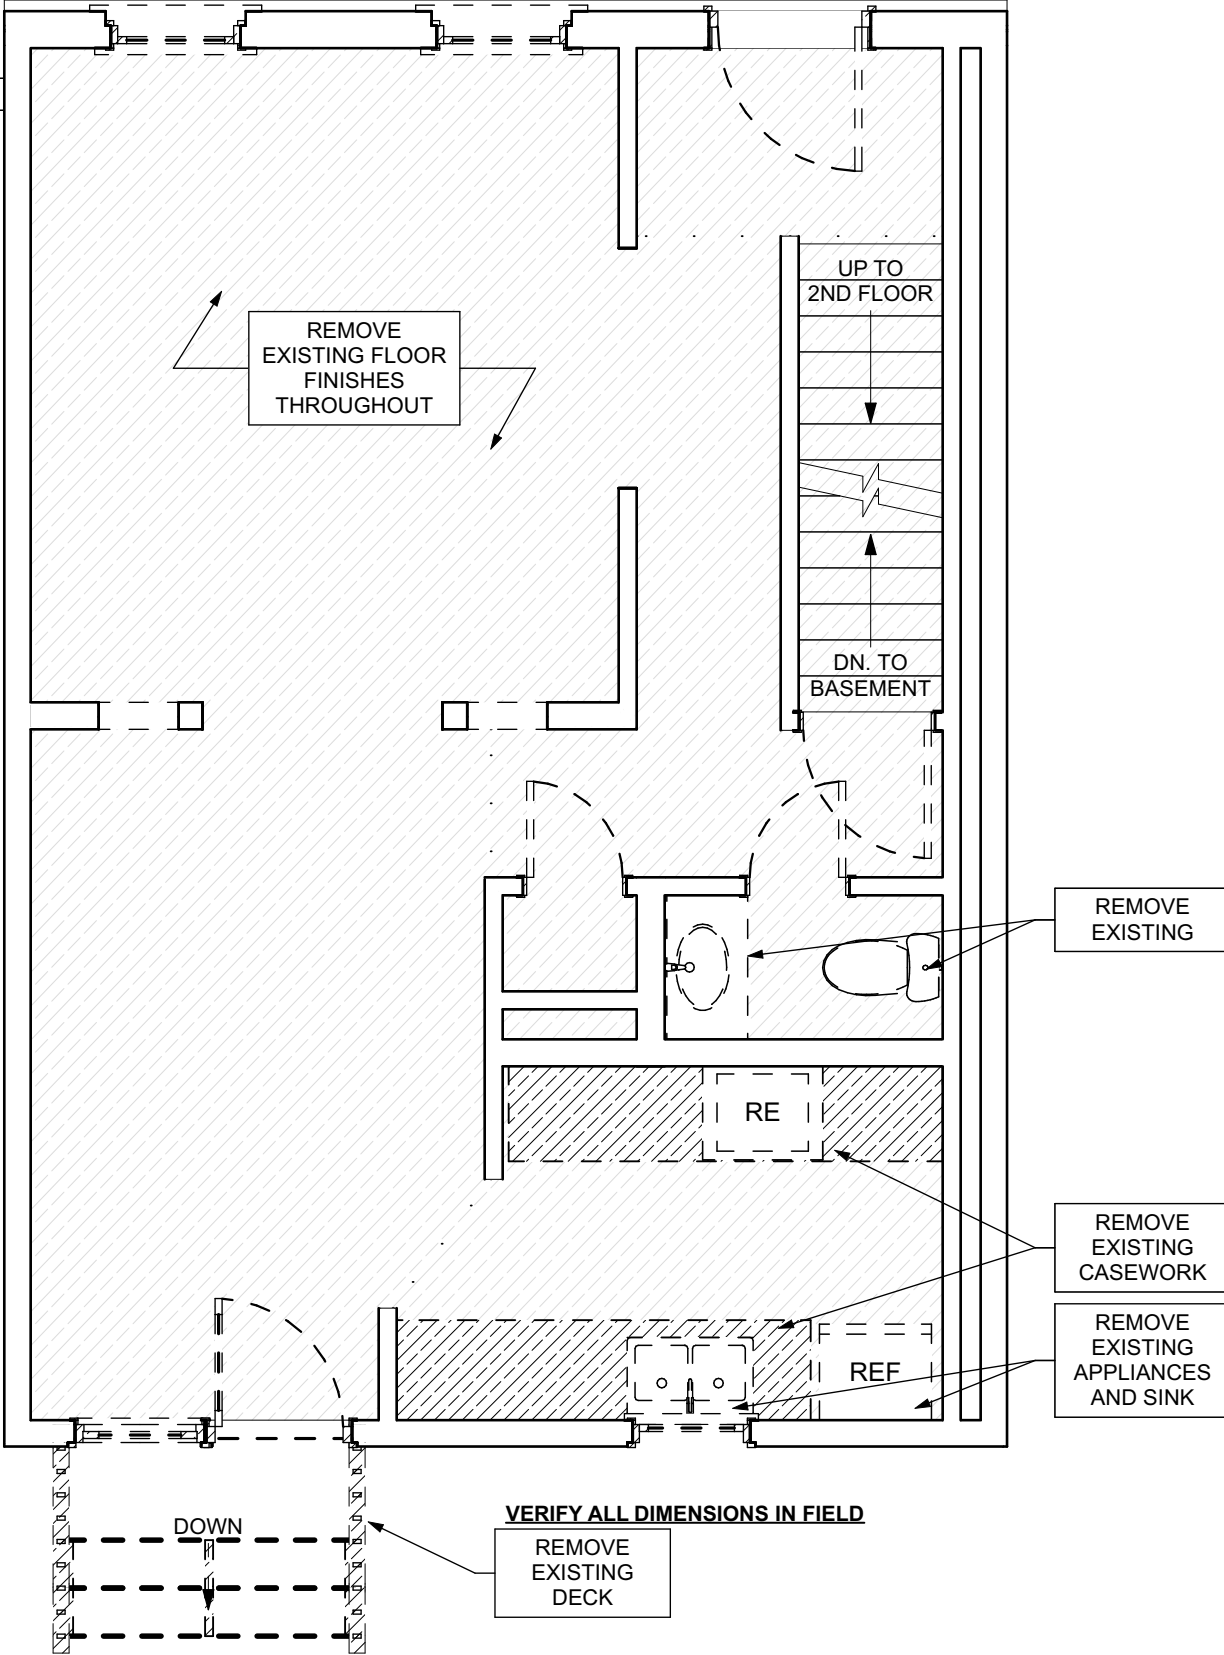 UP TO
2ND FLOOR
REMOVE
EXISTING FLOOR
FINISHES
THROUGHOUT
DN. TO
BASEMENT
REMOVE
EXISTING
RE
REMOVE
EXISTING
CASEWORK
REMOVE
EXISTING
APPLIANCES
AND SINK
REF
VERIFY ALL DIMENSIONS IN FIELD
DOWN
REMOVE
EXISTING
DECK